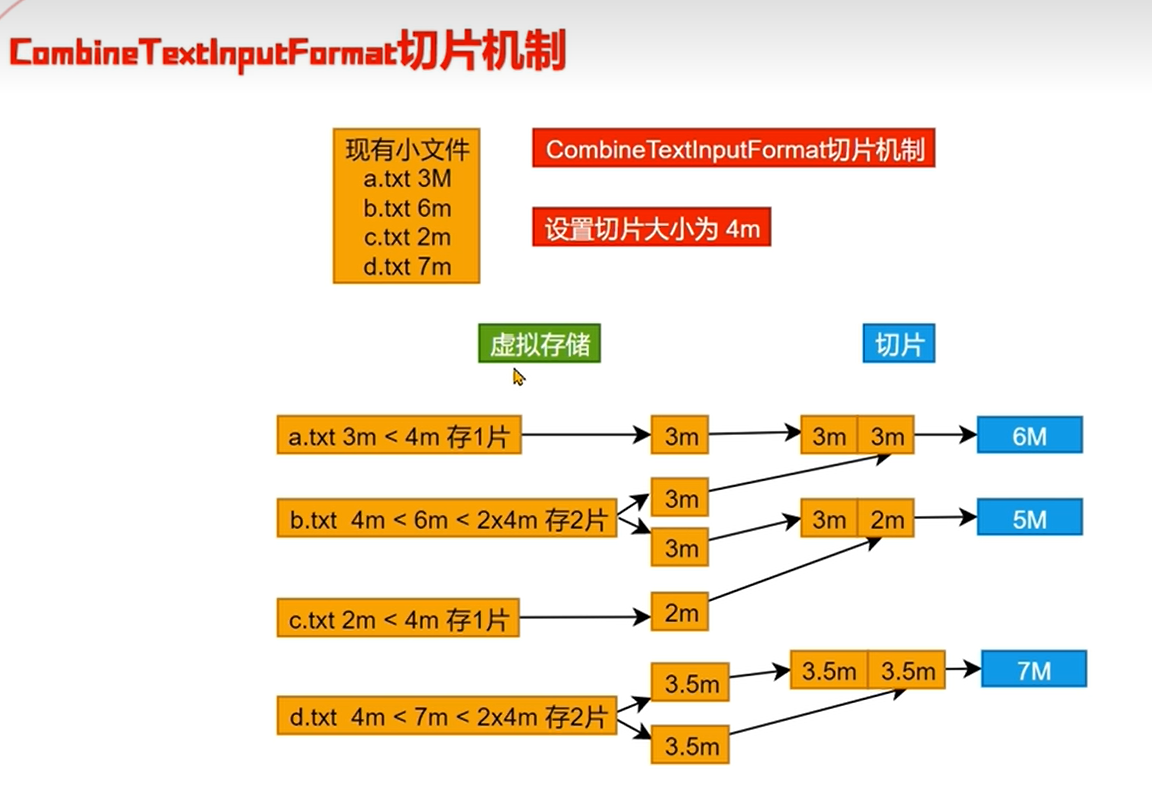 CombineTextInputFormat切片机制
现有小文件
a.txt 3M
b.txt 6m
c.txt 2m
d.txt 7m
CombineTextInputFormat切片机制
设置切片大小为 4m
虚拟存储
切片
a.txt 3m < 4m 存1片
3m
3m
3m
6M
b.txt 4m < 6m < 2x4m 存2片
3m
3m
3m
2m
5M
c.txt 2m < 4m 存1片
2m
d.txt 4m < 7m < 2x4m 存2片
3.5m
3.5m
3.5m
3.5m
7M